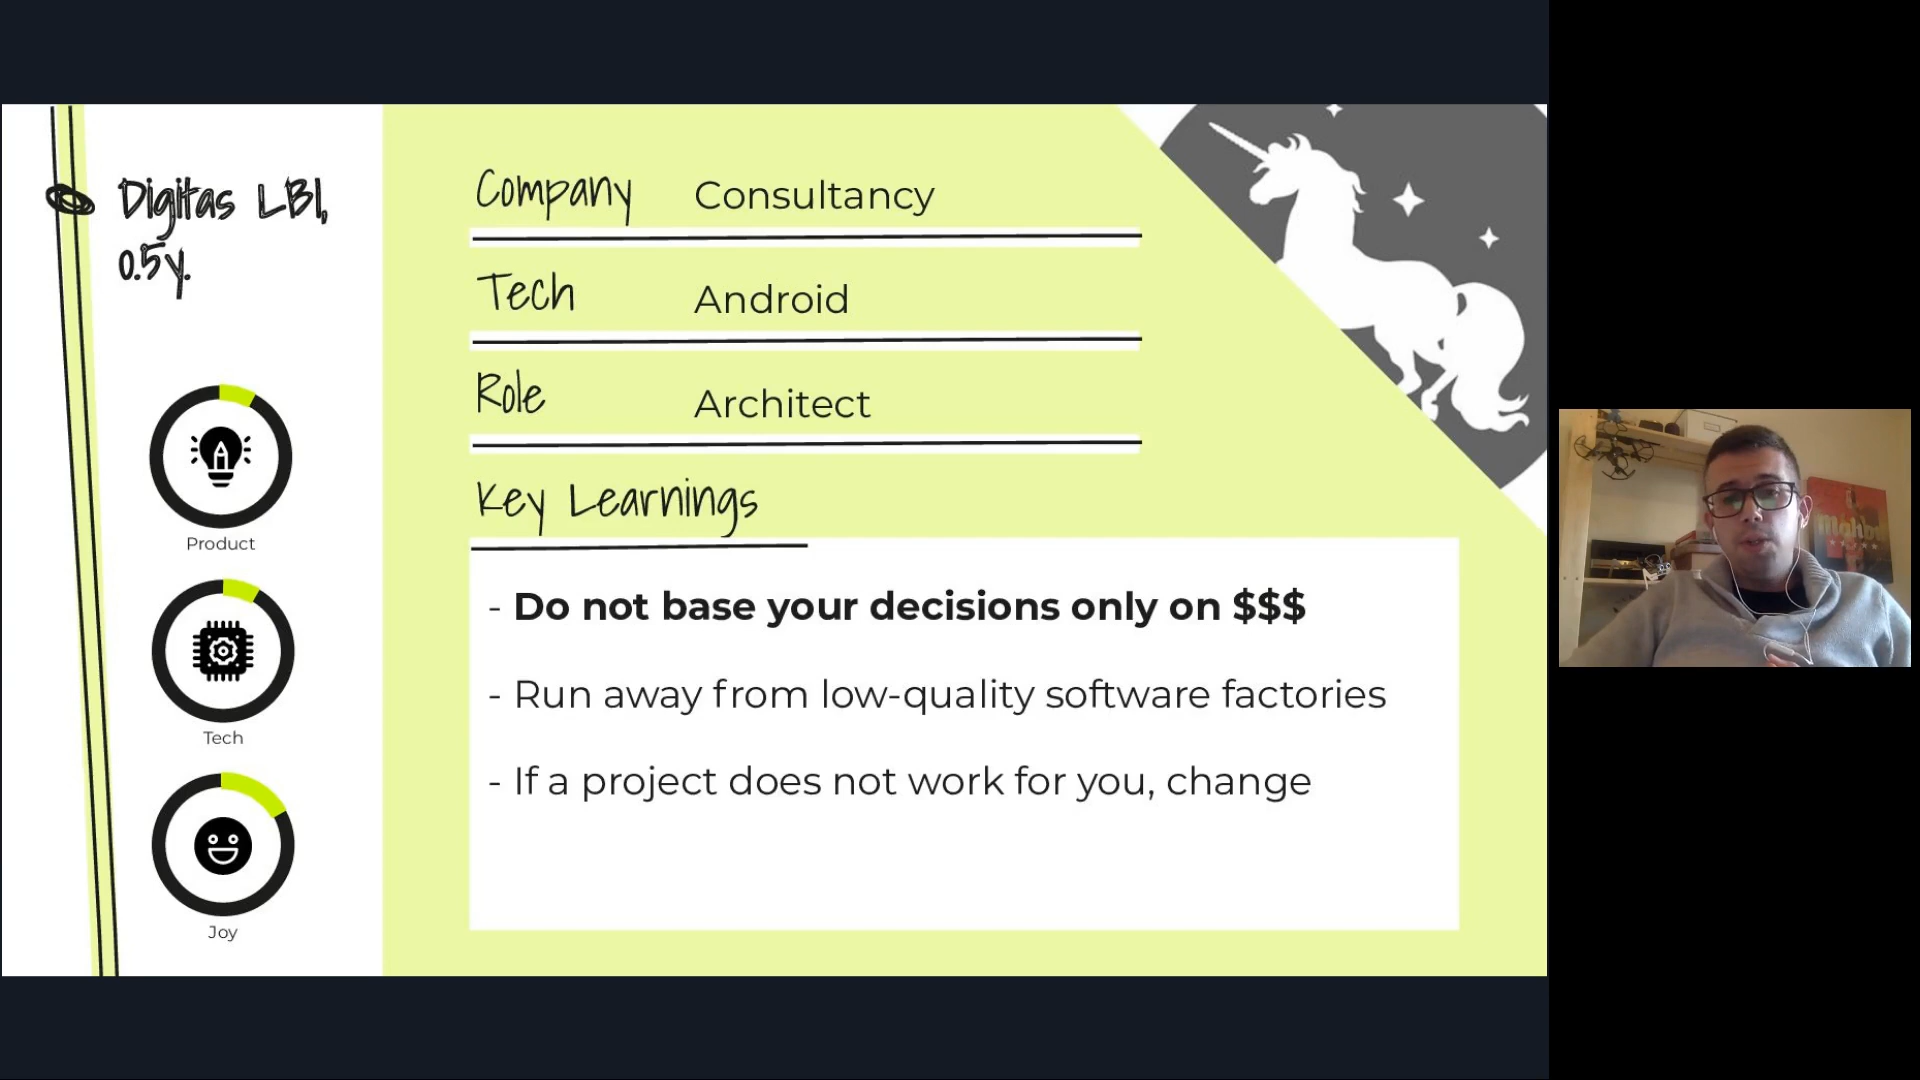 Digitas LBI,
0.5y.
Product
Tech
Joy
Company Consultancy
Tech Android
Role Architect
Key Learnings
- Do not base your decisions only on $$$
- Run away from low-quality software factories
- If a project does not work for you, change